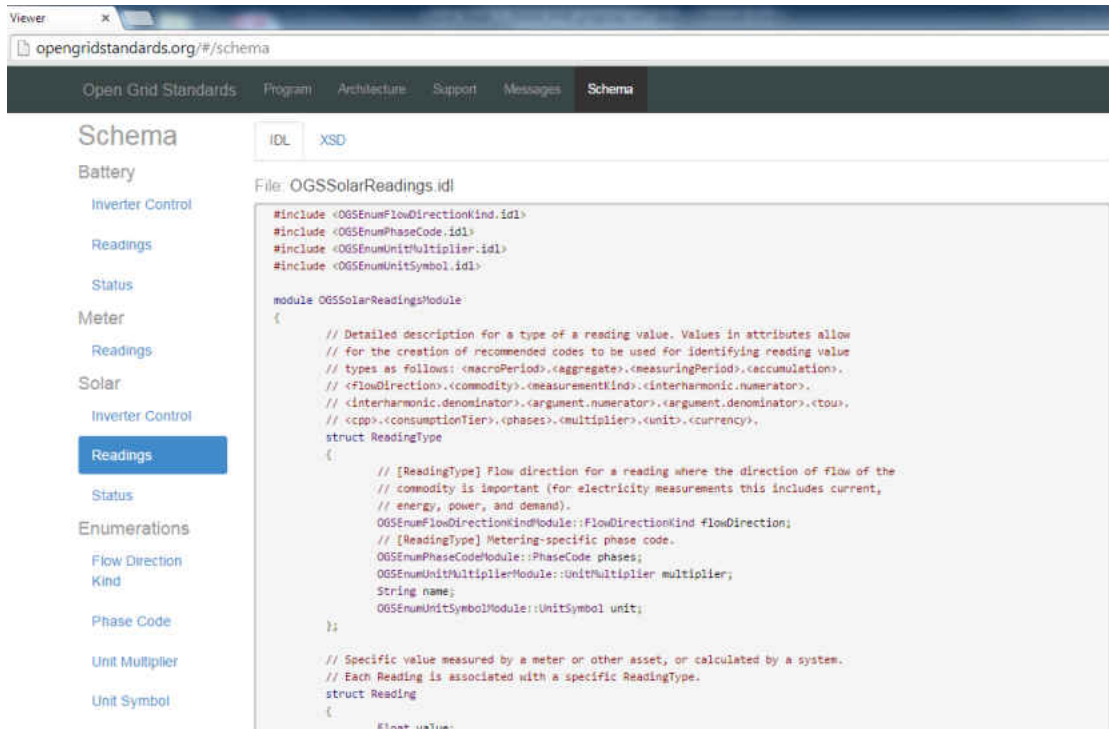 Viewer
opengridstandards.org/#/schema
Open Grid Standards Program Architecture Support Messages Schema
Schema
Battery
Inverter Control
Readings
Status
Meter
Readings
Solar
Inverter Control
Readings
Status
Enumerations
Flow Direction
Kind
Phase Code
Unit Multiplier
Unit Symbol
IDL XSD
File: OGSSolarReadings.idl
#include <OGSEnumFlowDirectionKind.idl>
#include <OGSEnumPhaseCode.idl>
#include <OGSEnumUnitMultiplier.idl>
#include <OGSEnumUnitSymbol.idl>
module OGSSolarReadingsModule
{
// Detailed description for a type of a reading value. Values in attributes allow
// for the creation of recommended codes to be used for identifying reading value
// types as follows: <macroPeriod>.<aggregate>.<measuringPeriod>.<accumulation>.
// <flowDirection>.<commodity>.<measurementKind>.<interharmonic.numerator>.
// <interharmonic.denominator>.<argument.numerator>.<argument.denominator>.<tou>.
// <cpp>.<consumptionTier>.<phases>.<multiplier>.<unit>.<currency>.
struct ReadingType
{
// [ReadingType] Flow direction for a reading where the direction of flow of the
// commodity is important (for electricity measurements this includes current,
// energy, power, and demand).
OGSEnumFlowDirectionKindModule::FlowDirectionKind flowDirection;
// [ReadingType] Metering-specific phase code.
OGSEnumPhaseCodeModule::PhaseCode phases;
OGSEnumUnitMultiplierModule::UnitMultiplier multiplier;
String name;
OGSEnumUnitSymbolModule::UnitSymbol unit;
};
// Specific value measured by a meter or other asset, or calculated by a system.
// Each Reading is associated with a specific ReadingType.
struct Reading
{
Float value;